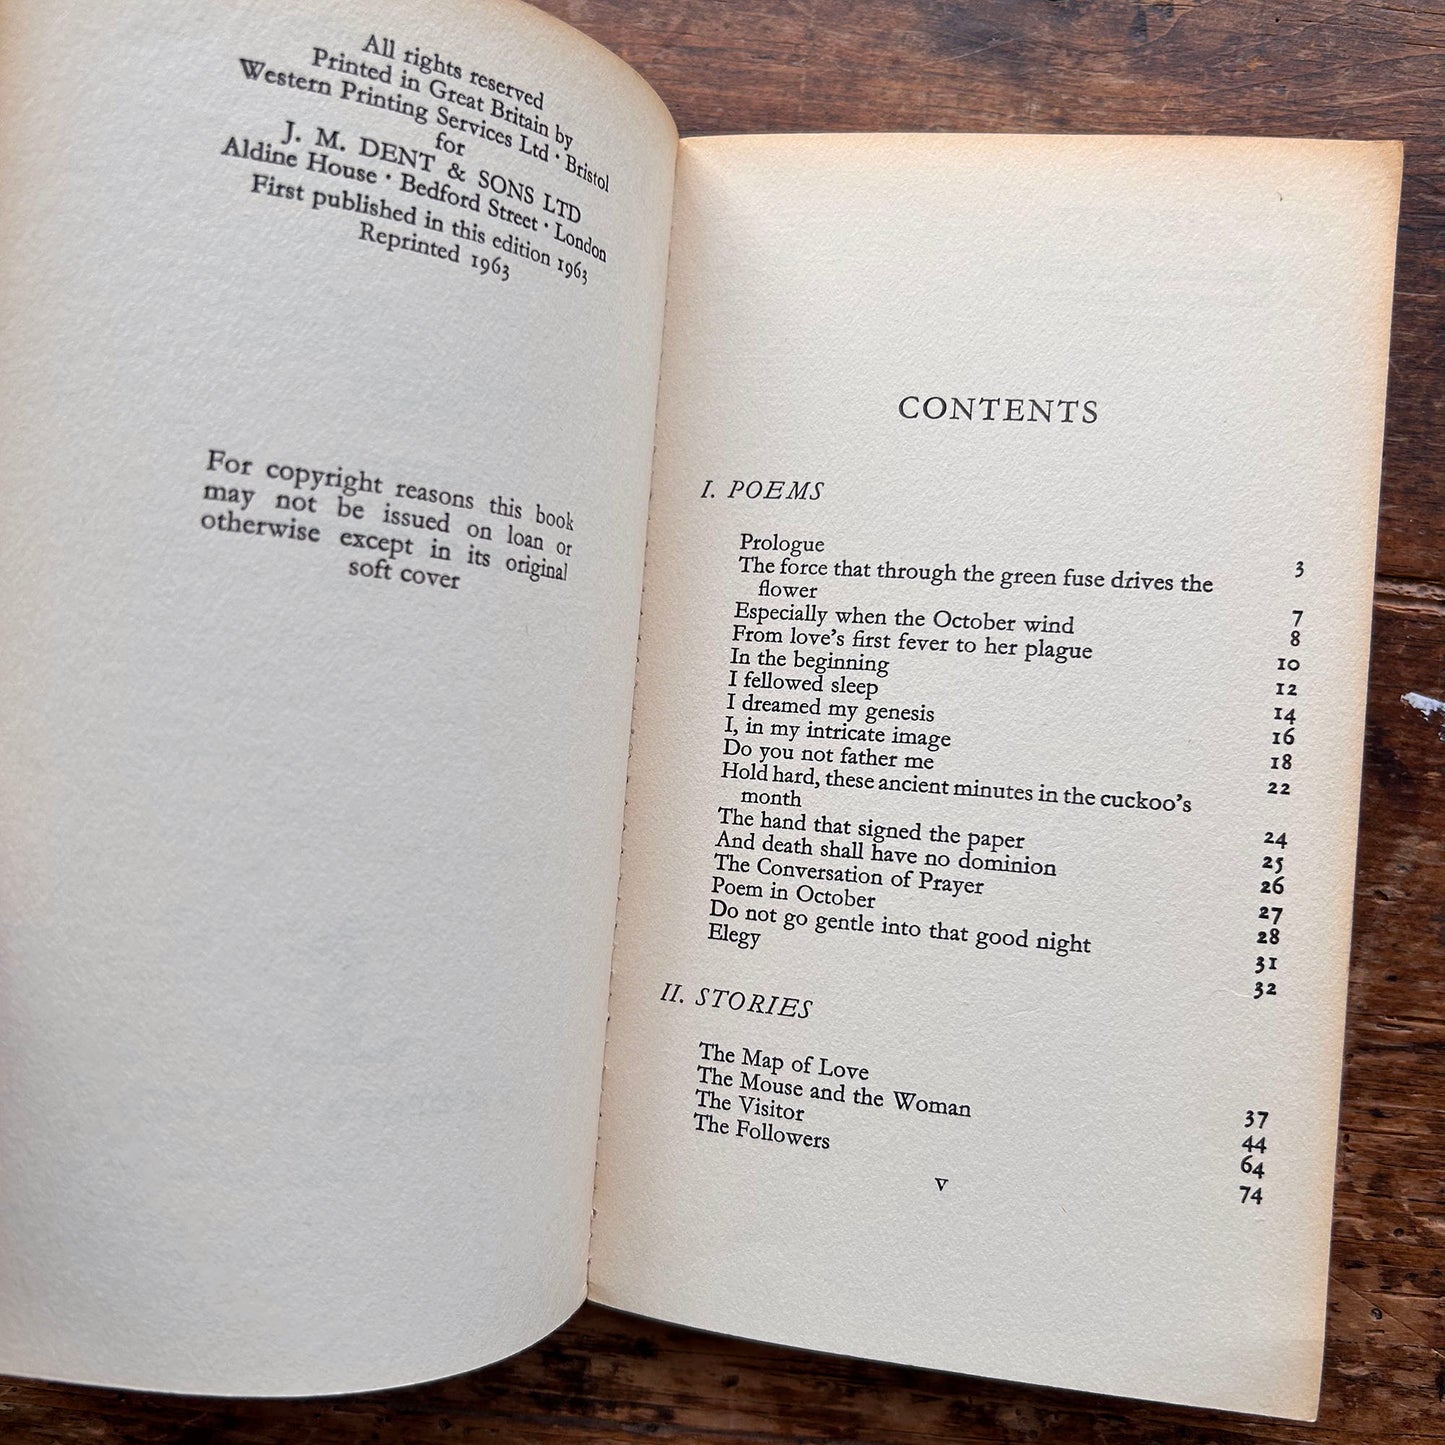 All rights reserved
Printed in Great Britain by
Western Printing Services Ltd · Bristol
for
J. M. DENT & SONS LTD
Aldine House · Bedford Street · London
First published in this edition 1963
Reprinted 1963
For copyright reasons this book
may not be issued on loan or
otherwise except in its original
soft cover
CONTENTS
I. POEMS
Prologue 3
The force that through the green fuse drives the
flower 7
Especially when the October wind 8
From love's first fever to her plague 10
In the beginning 12
I fellowed sleep 14
I dreamed my genesis 16
I, in my intricate image 18
Do you not father me 22
Hold hard, these ancient minutes in the cuckoo's
month 24
The hand that signed the paper 25
And death shall have no dominion 26
The Conversation of Prayer 27
Poem in October 28
Do not go gentle into that good night 31
Elegy 32
II. STORIES
The Map of Love 37
The Mouse and the Woman 44
The Visitor 64
The Followers 74
v